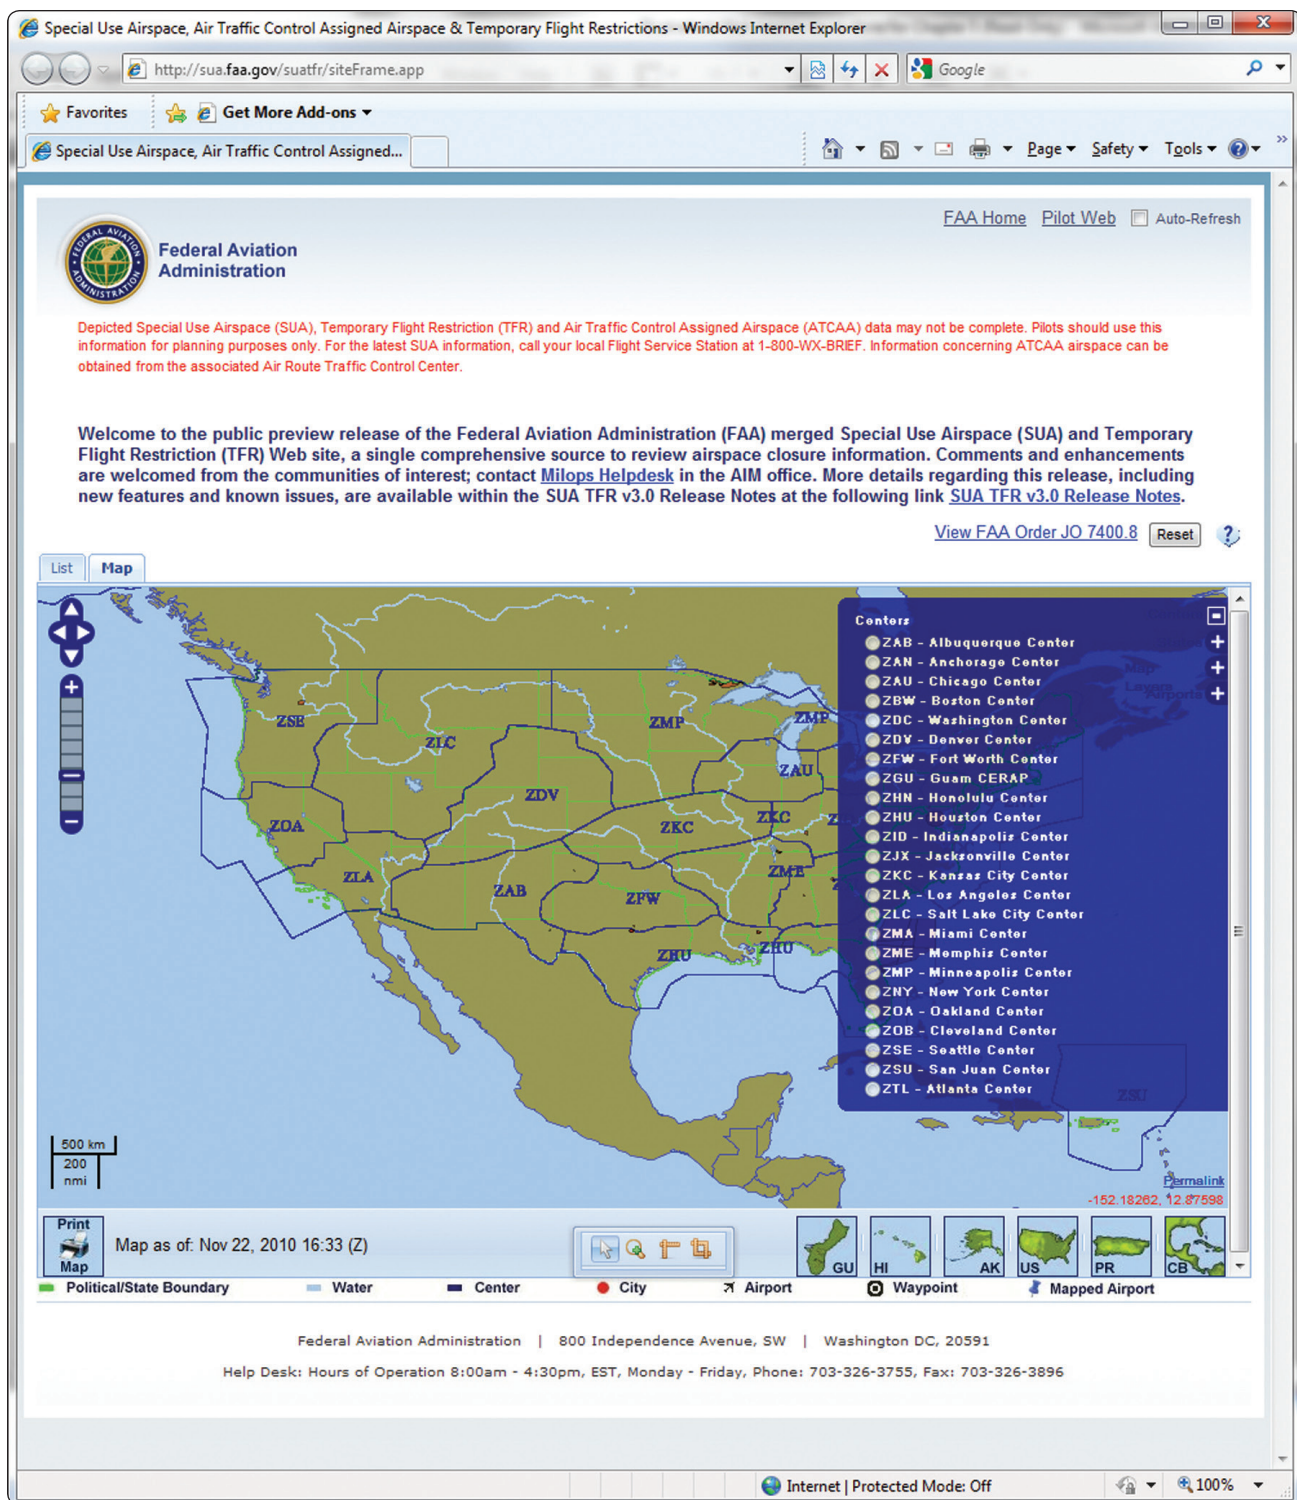 Special Use Airspace, Air Traffic Control Assigned Airspace & Temporary Flight Restrictions - Windows Internet Explorer
http://sua.faa.gov/suatfr/siteFrame.app
Google
Favorites
Get More Add-ons
Special Use Airspace, Air Traffic Control Assigned...
Page
Safety
Tools
FAA Home Pilot Web Auto-Refresh
FEDERAL AVIATION
ADMINISTRATION
Federal Aviation
Administration
Depicted Special Use Airspace (SUA), Temporary Flight Restriction (TFR) and Air Traffic Control Assigned Airspace (ATCAA) data may not be complete. Pilots should use this
information for planning purposes only. For the latest SUA information, call your local Flight Service Station at 1-800-WX-BRIEF. Information concerning ATCAA airspace can be
obtained from the associated Air Route Traffic Control Center.
Welcome to the public preview release of the Federal Aviation Administration (FAA) merged Special Use Airspace (SUA) and Temporary
Flight Restriction (TFR) Web site, a single comprehensive source to review airspace closure information. Comments and enhancements
are welcomed from the communities of interest; contact Milops Helpdesk in the AIM office. More details regarding this release, including
new features and known issues, are available within the SUA TFR v3.0 Release Notes at the following link SUA TFR v3.0 Release Notes.
View FAA Order JO 7400.8 Reset
List Map
Centers
ZAB - Albuquerque Center
ZAN - Anchorage Center
ZAU - Chicago Center
ZBW - Boston Center
ZDC - Washington Center
ZDV - Denver Center
ZFW - Fort Worth Center
ZGU - Guam CERAP
ZHN - Honolulu Center
ZHU - Houston Center
ZID - Indianapolis Center
ZJX - Jacksonville Center
ZKC - Kansas City Center
ZLA - Los Angeles Center
ZLC - Salt Lake City Center
ZMA - Miami Center
ZME - Memphis Center
ZMP - Minneapolis Center
ZNY - New York Center
ZOA - Oakland Center
ZOB - Cleveland Center
ZSE - Seattle Center
ZSU - San Juan Center
ZTL - Atlanta Center
Map
Layers
Airports
ZSE
ZMP
ZMP
ZLC
ZAU
ZDV
ZOA
ZKC
ZKC
ZLA
ZAB
ZFW
ZME
ZHU
ZHU
ZSU
500 km
200
nmi
Permalink
-152.18262, 12.87598
Print
Map
Map as of: Nov 22, 2010 16:33 (Z)
GU HI AK US PR CB
Political/State Boundary Water Center City Airport Waypoint Mapped Airport
Federal Aviation Administration | 800 Independence Avenue, SW | Washington DC, 20591
Help Desk: Hours of Operation 8:00am - 4:30pm, EST, Monday - Friday, Phone: 703-326-3755, Fax: 703-326-3896
Internet | Protected Mode: Off
100%